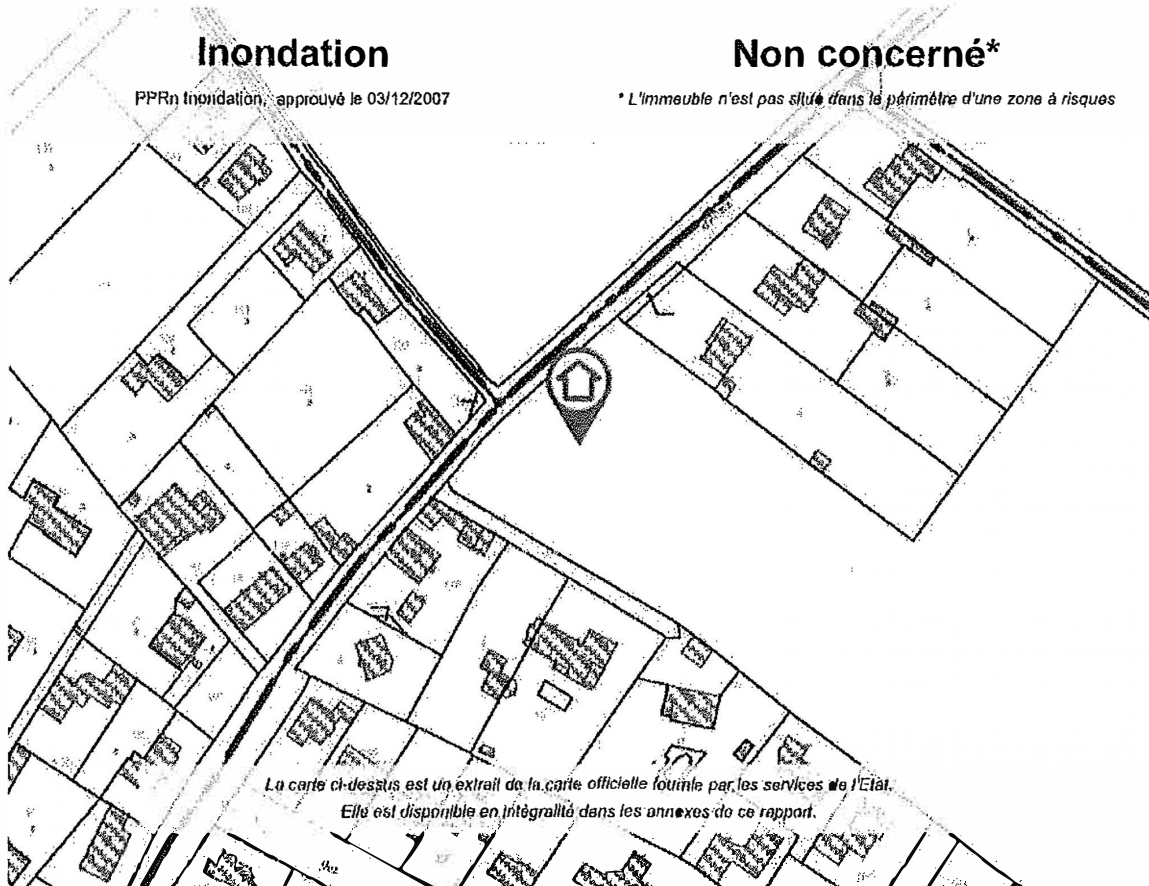 Inondation
Non concerné*
PPRn Inondation, approuvé le 03/12/2007
* L'immeuble n'est pas situé dans le périmètre d'une zone à risques
La carte ci-dessus est un extrait de la carte officielle fournie par les services de l'Etat.
Elle est disponible en intégralité dans les annexes de ce rapport.